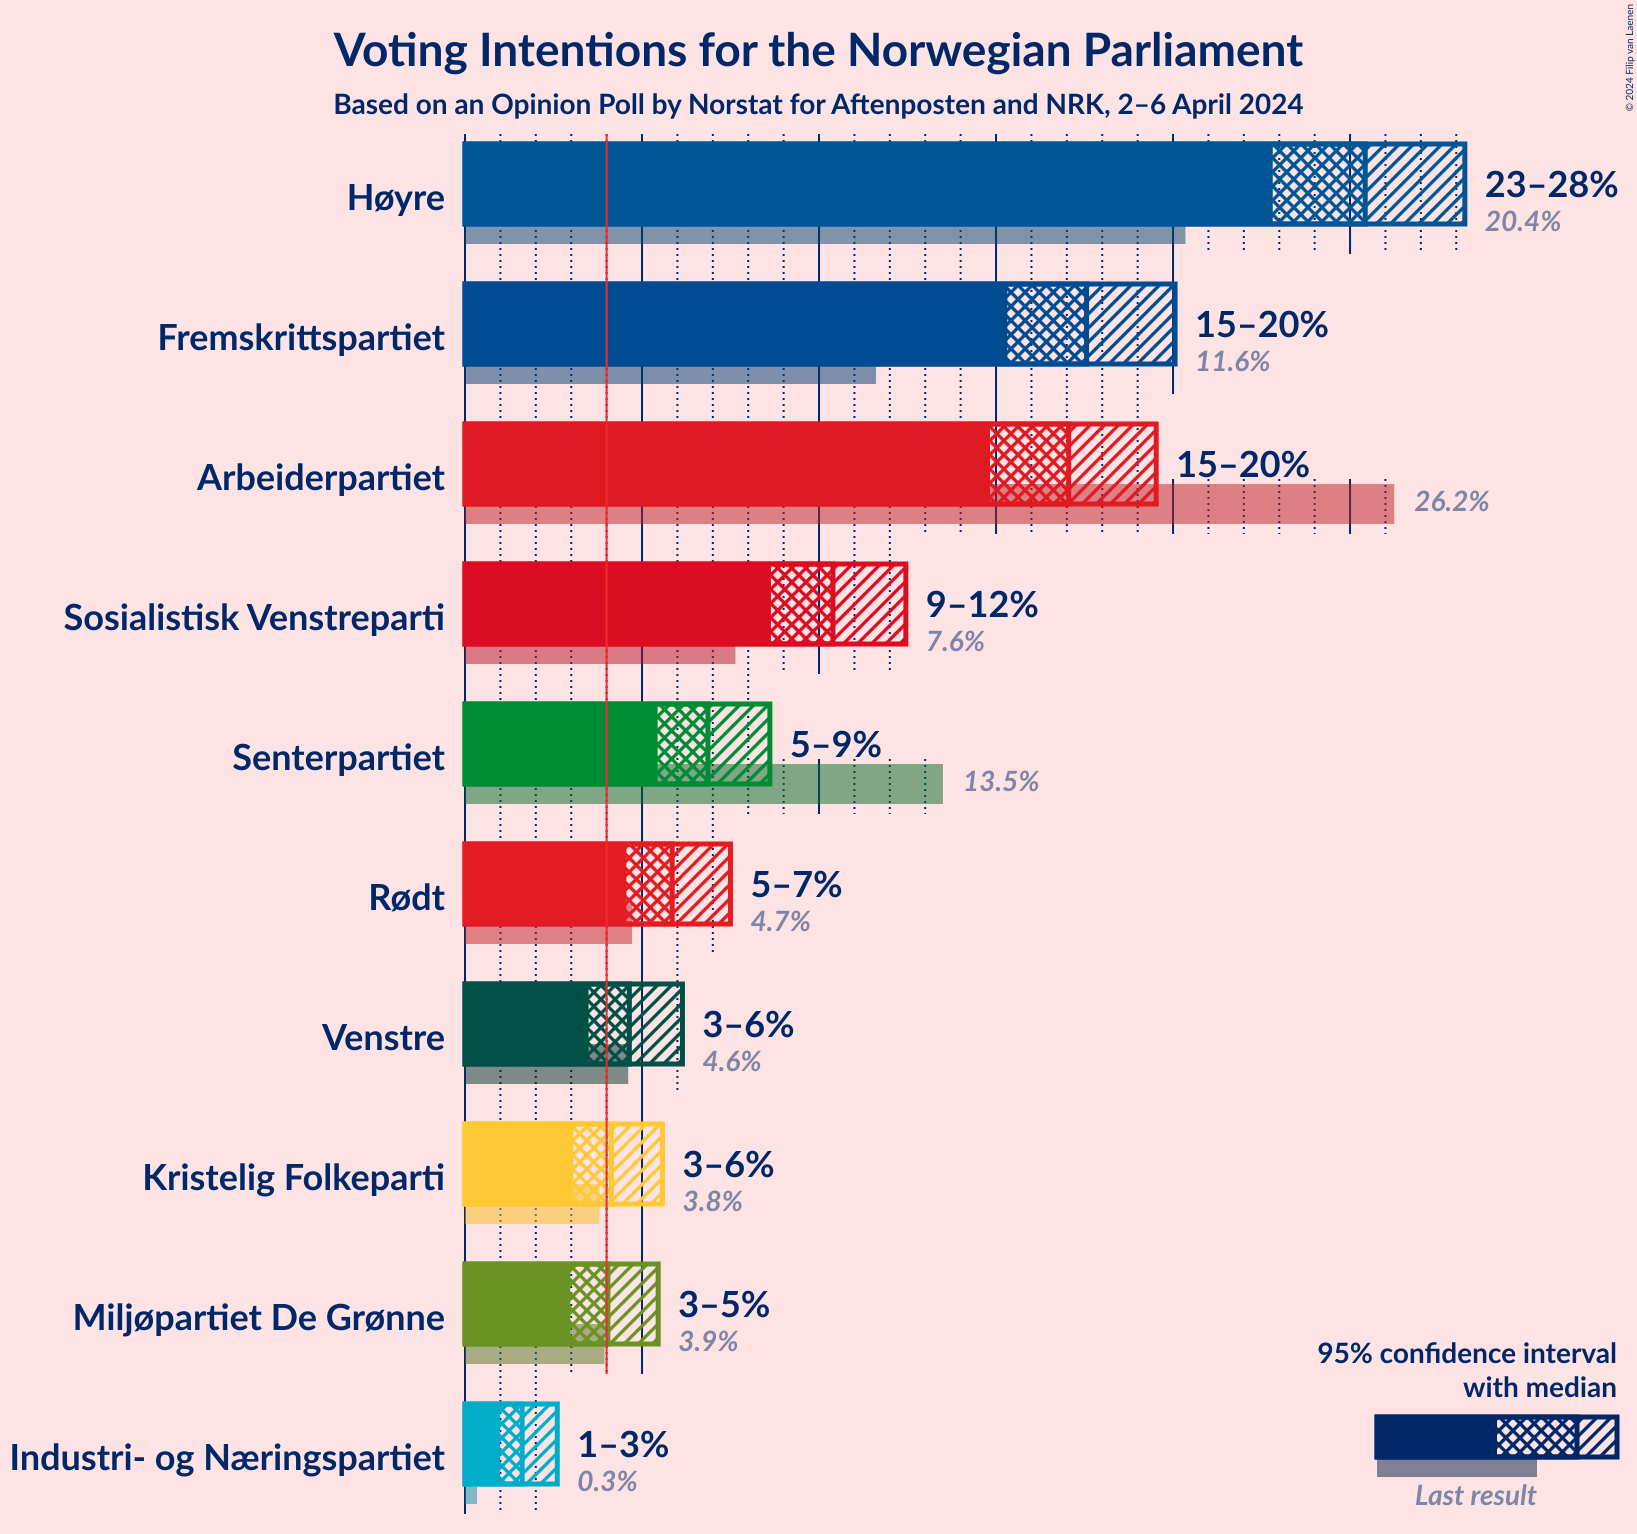 Voting Intentions for the Norwegian Parliament
Based on an Opinion Poll by Norstat for Aftenposten and NRK, 2–6 April 2024
© 2024 Filip van Laenen
Høyre
23–28%
20.4%
Fremskrittspartiet
15–20%
11.6%
Arbeiderpartiet
15–20%
26.2%
Sosialistisk Venstreparti
9–12%
7.6%
Senterpartiet
5–9%
13.5%
Rødt
5–7%
4.7%
Venstre
3–6%
4.6%
Kristelig Folkeparti
3–6%
3.8%
Miljøpartiet De Grønne
3–5%
3.9%
Industri- og Næringspartiet
1–3%
0.3%
95% confidence interval
with median
Last result